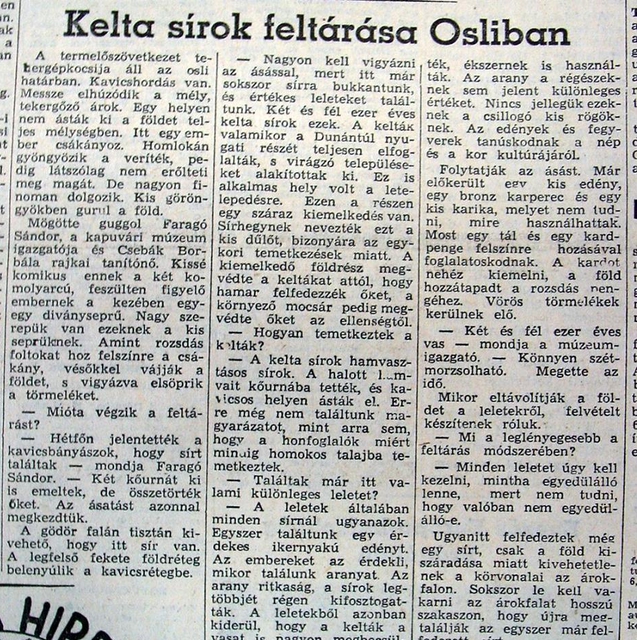 Kelta sírok feltárása Osliban
A termelőszövetkezet te-
hergépkocsija áll az osli
határban. Kavicshordás van.
Messze elhúzódik a mély,
tekergőző árok. Egy helyen
nem ásták ki a földet tel-
jes mélységben. Itt egy em-
ber csákányoz. Homlokán
gyöngyözik a veríték, pe-
dig látszólag nem erőlteti
meg magát. De nagyon fi-
noman dolgozik. Kis görön-
gyökben gurul a föld.
Mögötte guggol Faragó
Sándor, a kapuvári múzeum
igazgatója és Csebák Bor-
bála rajkai tanítónő. Kissé
komikus ennek a két ko-
molyarcú, feszülten figyelő
embernek a kezében egy-
egy diványseprű. Nagy sze-
repük van ezeknek a kis
seprűknek. Amint rozsdás
foltokat hoz felszínre a csá-
kány, vésőkkel vájják a
földet, s vigyázva elsöprik
a törmeléket.
— Mióta végzik a feltá-
rást?
— Hétfőn jelentették a
kavicsbányászok, hogy sírt
találtak — mondja Faragó
Sándor. — Két kőurnát ki
is emeltek, de összetörték
őket. Az ásatást azonnal
megkezdtük.
A gödör falán tisztán ki-
vehető, hogy itt sír van.
A legfelső fekete földréteg
belenyúlik a kavicsrétegbe.
— Nagyon kell vigyázni
az ásással, mert itt már
sokszor sírra bukkantunk,
és értékes leleteket talál-
tunk. Két és fél ezer éves
kelta sírok ezek. A kelták
valamikor a Dunántúl nyu-
gati részét teljesen elfog-
lalták, s virágzó települése-
ket alakítottak ki. Ez is
alkalmas hely volt a lete-
lepedésre. Ezen a részen
egy száraz kiemelkedés van.
Sírhegynek nevezték ezt a
kis dűlőt, bizonyára az egy-
kori temetkezések miatt. A
kiemelkedő földrész meg-
védte a keltákat attól, hogy
hamar felfedezzék őket, a
környező mocsár pedig meg-
védte őket az ellenségtől.
— Hogyan temetkeztek a
kelták?
— A kelta sírok hamvasz-
tásos sírok. A halott
vait kőurnába tették, és ka-
vicsos helyen ásták el. Er-
re még nem találtunk ma-
gyarázatot, mint arra sem,
hogy a honfoglalók miért
mindig homokos talajba te-
metkeztek.
— Találtak már itt va-
lami különleges leletet?
— A leletek általában
minden sírnál ugyanazok.
Egyszer találtunk egy ér-
dekes ikernyakú edényt.
Az embereket az érdekli,
mikor találunk aranyat. Az
arany ritkaság, a sírok leg-
többjét régen kifosztogat-
ták. A leletekből azonban
kiderül, hogy a kelták a
vasat is nagyon
ték, ékszernek is használ-
ták. Az arany a régészek-
nek sem jelent különleges
értéket. Nincs jellegük ezek-
nek a csillogó kis rögök-
nek. Az edények és fegy-
verek tanúskodnak a nép
és a kor kultúrájáról.
Folytatják az ásást. Már
előkerült egy kis edény,
egy bronz karperec és egy
kis karika, melyet nem tud-
ni, mire használhattak.
Most egy tál és egy kard-
penge felszínre hozásával
foglalatoskodnak. A kardot
nehéz kiemelni, a föld
hozzátapadt a rozsdás pen-
géhez. Vörös törmelékek
kerülnek elő.
— Két és fél ezer éves
vas — mondja a múzeum-
igazgató. — Könnyen szét-
morzsolható. Megette az
idő.
Mikor eltávolítják a föl-
det a leletekről, felvételt
készítenek róluk.
— Mi a leglényegesebb a
feltárás módszerében?
— Minden leletet úgy kell
kezelni, mintha egyedülálló
lenne, mert nem tudni,
hogy valóban nem egyedül-
álló-e.
Ugyanitt felfedeztek még
egy sírt, csak a föld ki-
száradása miatt kivehetetle-
nek a körvonalai az árok-
falon. Sokszor le kell va-
karni az árokfalat hosszú
szakaszon, hogy újra meg-
találják az egyszer már fel-
HIRE